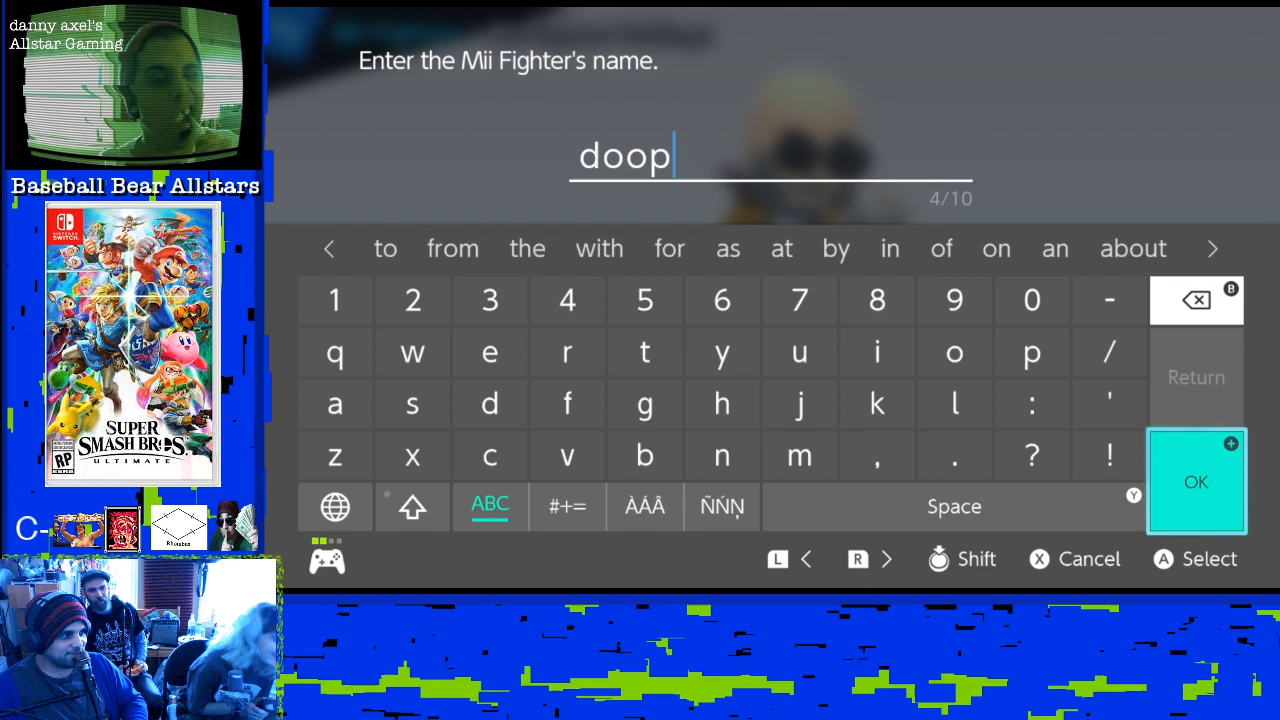 danny axel's
Allstar Gaming
Baseball Bear Allstars
NINTENDO
SWITCH
SUPER
SMASH BROS.
ULTIMATE
RP
C-
Rhombus
Enter the Mii Fighter's name.
doop
4/10
< to from the with for as at by in of on an about >
1 2 3 4 5 6 7 8 9 0 - B
q w e r t y u i o p /
Return
a s d f g h j k l : '
z x c v b n m , . ? !
OK
ABC #+= ÀÁÂ ÑŃŅ Space Y
L < R > Shift X Cancel A Select